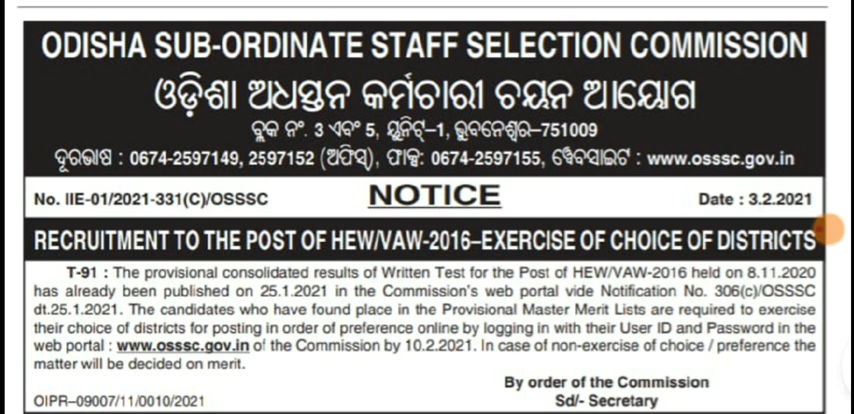 ODISHA SUB-ORDINATE STAFF SELECTION COMMISSION
ଓଡ଼ିଶା ଅଧସ୍ତନ କର୍ମଚାରୀ ଚୟନ ଆୟୋଗ
ବ୍ଲକ ନଂ. 3 ଏବଂ 5, ୟୁନିଟ୍-1, ଭୁବନେଶ୍ୱର-751009
ଦୂରଭାଷ : 0674-2597149, 2597152 (ଅଫିସ୍), ଫାକ୍ସ: 0674-2597155, ୱେବସାଇଟ : www.osssc.gov.in
No. IIE-01/2021-331(C)/OSSSC NOTICE Date : 3.2.2021
RECRUITMENT TO THE POST OF HEW/VAW-2016–EXERCISE OF CHOICE OF DISTRICTS
T-91 : The provisional consolidated results of Written Test for the Post of HEW/VAW-2016 held on 8.11.2020
has already been published on 25.1.2021 in the Commission's web portal vide Notification No. 306(c)/OSSSC
dt.25.1.2021. The candidates who have found place in the Provisional Master Merit Lists are required to exercise
their choice of districts for posting in order of preference online by logging in with their User ID and Password in the
web portal : www.osssc.gov.in of the Commission by 10.2.2021. In case of non-exercise of choice / preference the
matter will be decided on merit.
By order of the Commission
OIPR–09007/11/0010/2021 Sd/- Secretary